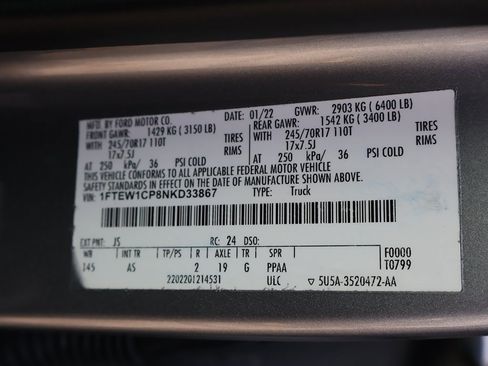 MFD. BY FORD MOTOR CO. DATE: 01/22 GVWR: 2903 KG ( 6400 LB)
FRONT GAWR: 1429 KG ( 3150 LB) REAR GAWR: 1542 KG ( 3400 LB)
WITH 245/70R17 110T TIRES WITH 245/70R17 110T TIRES
17x7.5J RIMS 17x7.5J RIMS
AT 250 kPa/ 36 PSI COLD AT 250 kPa/ 36 PSI COLD
THIS VEHICLE CONFORMS TO ALL APPLICABLE FEDERAL MOTOR VEHICLE
SAFETY STANDARDS IN EFFECT ON THE DATE OF MANUFACTURE SHOWN ABOVE.
VIN: 1FTEW1CP8NKD33867 TYPE: Truck
EXT PNT: JS RC: 24 DSO:
WB INT TR TP/PS R AXLE TR SPR F0000
145 AS 2 19 G PPAA T0799
2202201214531 ULC ▽ 5U5A-3520472-AA